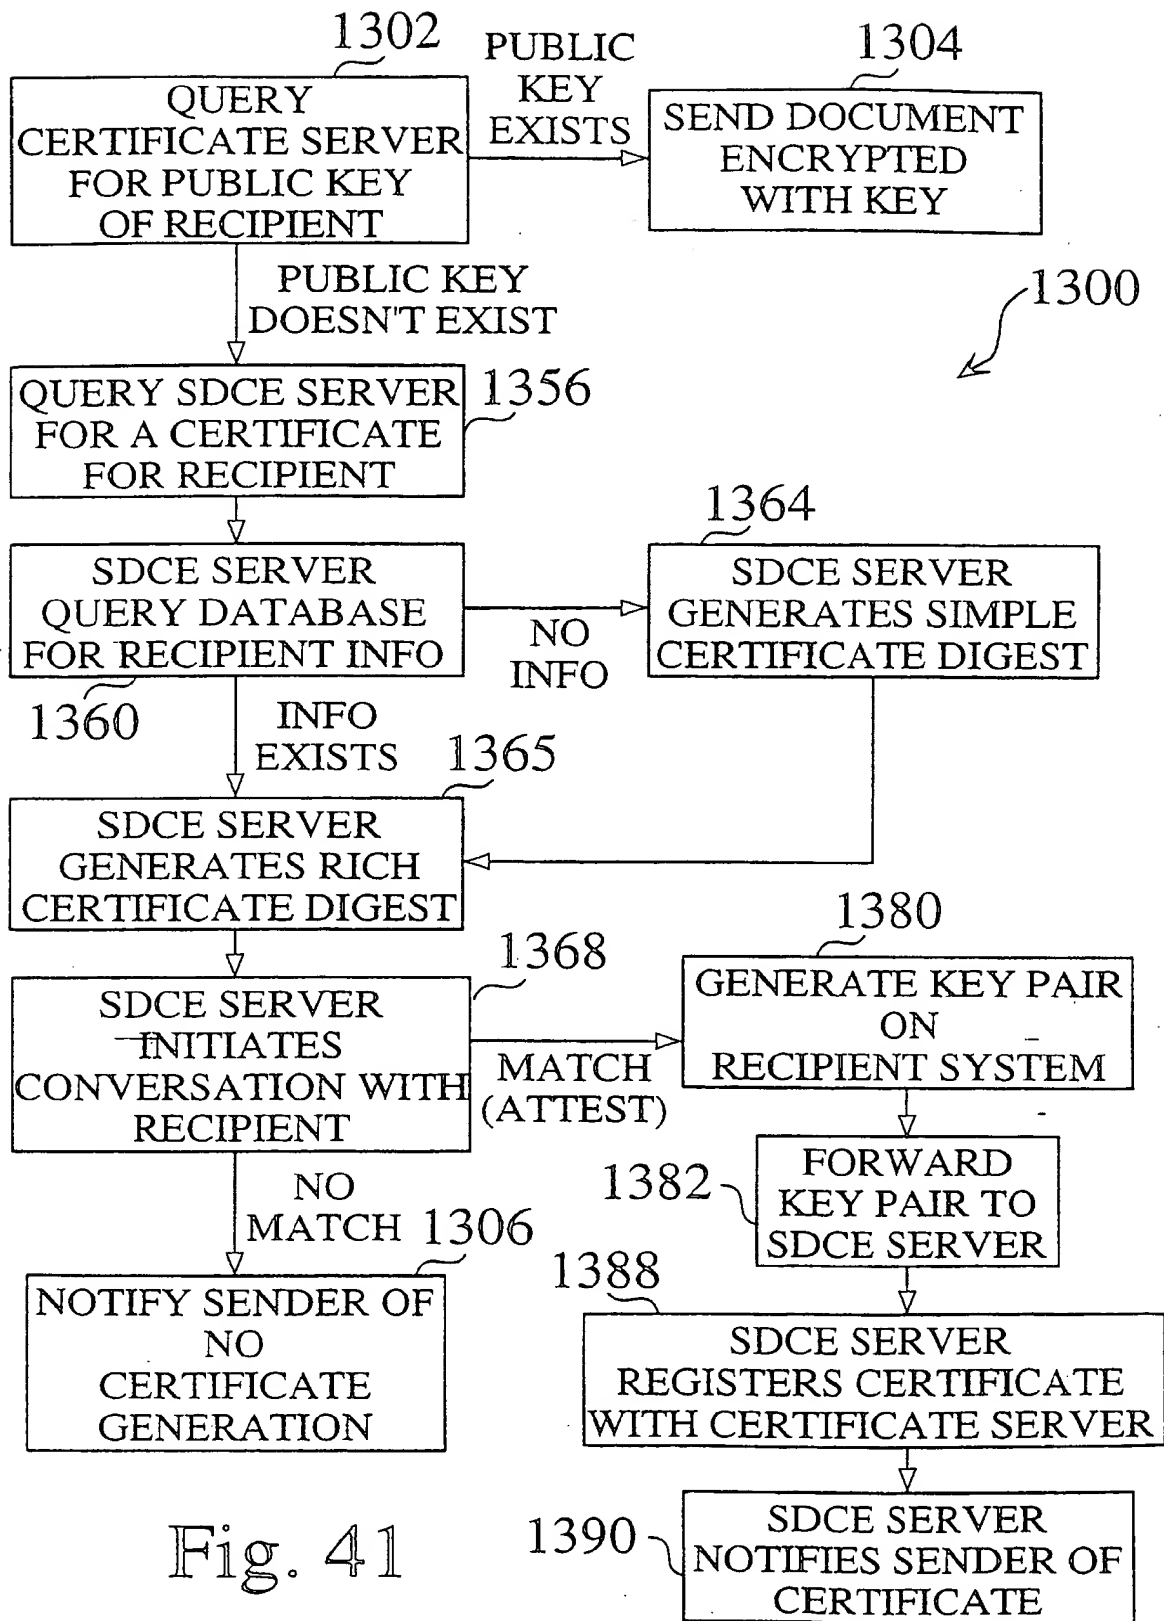 1302
QUERY
CERTIFICATE SERVER
FOR PUBLIC KEY
OF RECIPIENT
PUBLIC
KEY
EXISTS
1304
SEND DOCUMENT
ENCRYPTED
WITH KEY
PUBLIC KEY
DOESN'T EXIST
1300
QUERY SDCE SERVER
FOR A CERTIFICATE
FOR RECIPIENT
1356
SDCE SERVER
QUERY DATABASE
FOR RECIPIENT INFO
1360
NO
INFO
1364
SDCE SERVER
GENERATES SIMPLE
CERTIFICATE DIGEST
INFO
EXISTS
1365
SDCE SERVER
GENERATES RICH
CERTIFICATE DIGEST
1368
SDCE SERVER
INITIATES
CONVERSATION WITH
RECIPIENT
MATCH
(ATTEST)
1380
GENERATE KEY PAIR
ON
RECIPIENT SYSTEM
NO
MATCH
1306
NOTIFY SENDER OF
NO
CERTIFICATE
GENERATION
1382
FORWARD
KEY PAIR TO
SDCE SERVER
1388
SDCE SERVER
REGISTERS CERTIFICATE
WITH CERTIFICATE SERVER
1390
SDCE SERVER
NOTIFIES SENDER OF
CERTIFICATE
Fig. 41